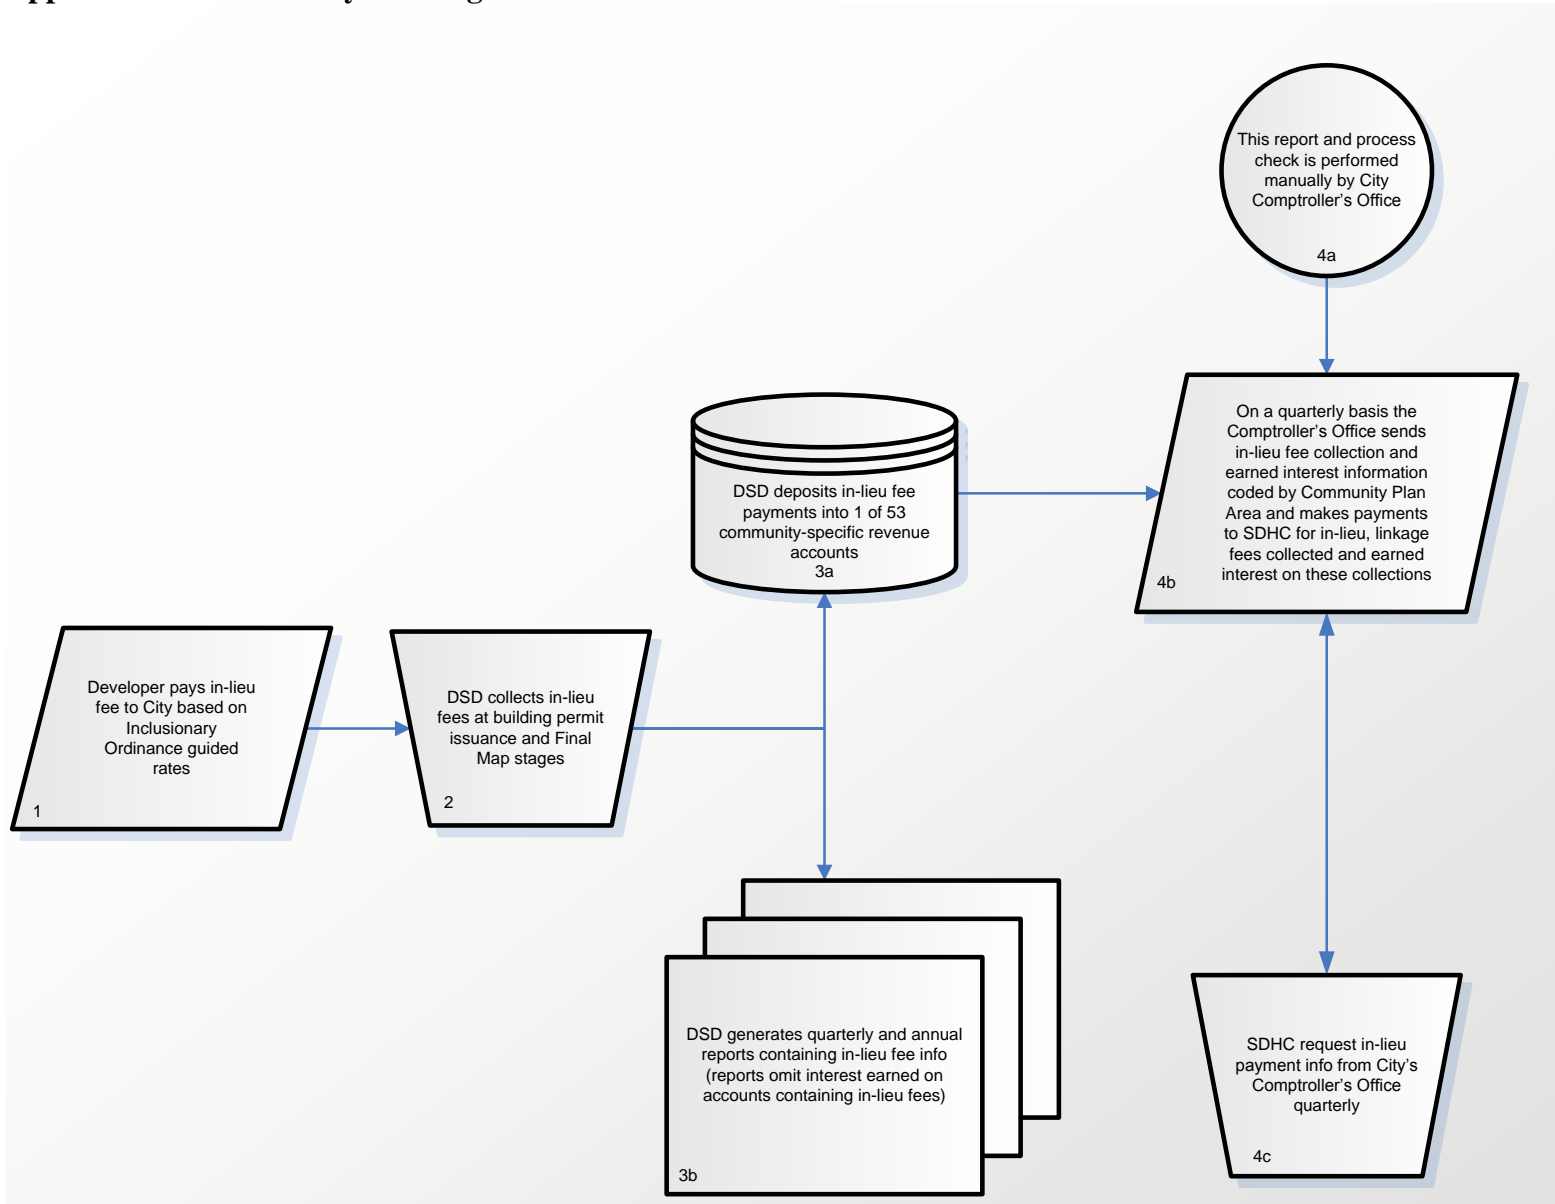 This report and process
check is performed
manually by City
Comptroller's Office
4a
On a quarterly basis the
Comptroller's Office sends
in-lieu fee collection and
earned interest information
coded by Community Plan
Area and makes payments
to SDHC for in-lieu, linkage
fees collected and earned
interest on these collections
4b
DSD deposits in-lieu fee
payments into 1 of 53
community-specific revenue
accounts
3a
Developer pays in-lieu
fee to City based on
Inclusionary
Ordinance guided
rates
1
DSD collects in-lieu
fees at building permit
issuance and Final
Map stages
2
DSD generates quarterly and annual
reports containing in-lieu fee info
(reports omit interest earned on
accounts containing in-lieu fees)
3b
SDHC request in-lieu
payment info from City's
Comptroller's Office
quarterly
4c